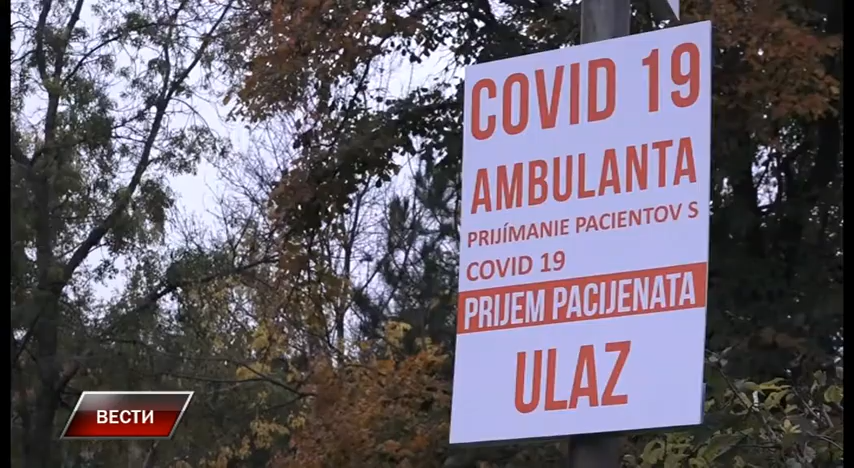 COVID 19
AMBULANTA
PRIJÍMANIE PACIENTOV S
COVID 19
PRIJEM PACIJENATA
ULAZ
ВЕСТИ